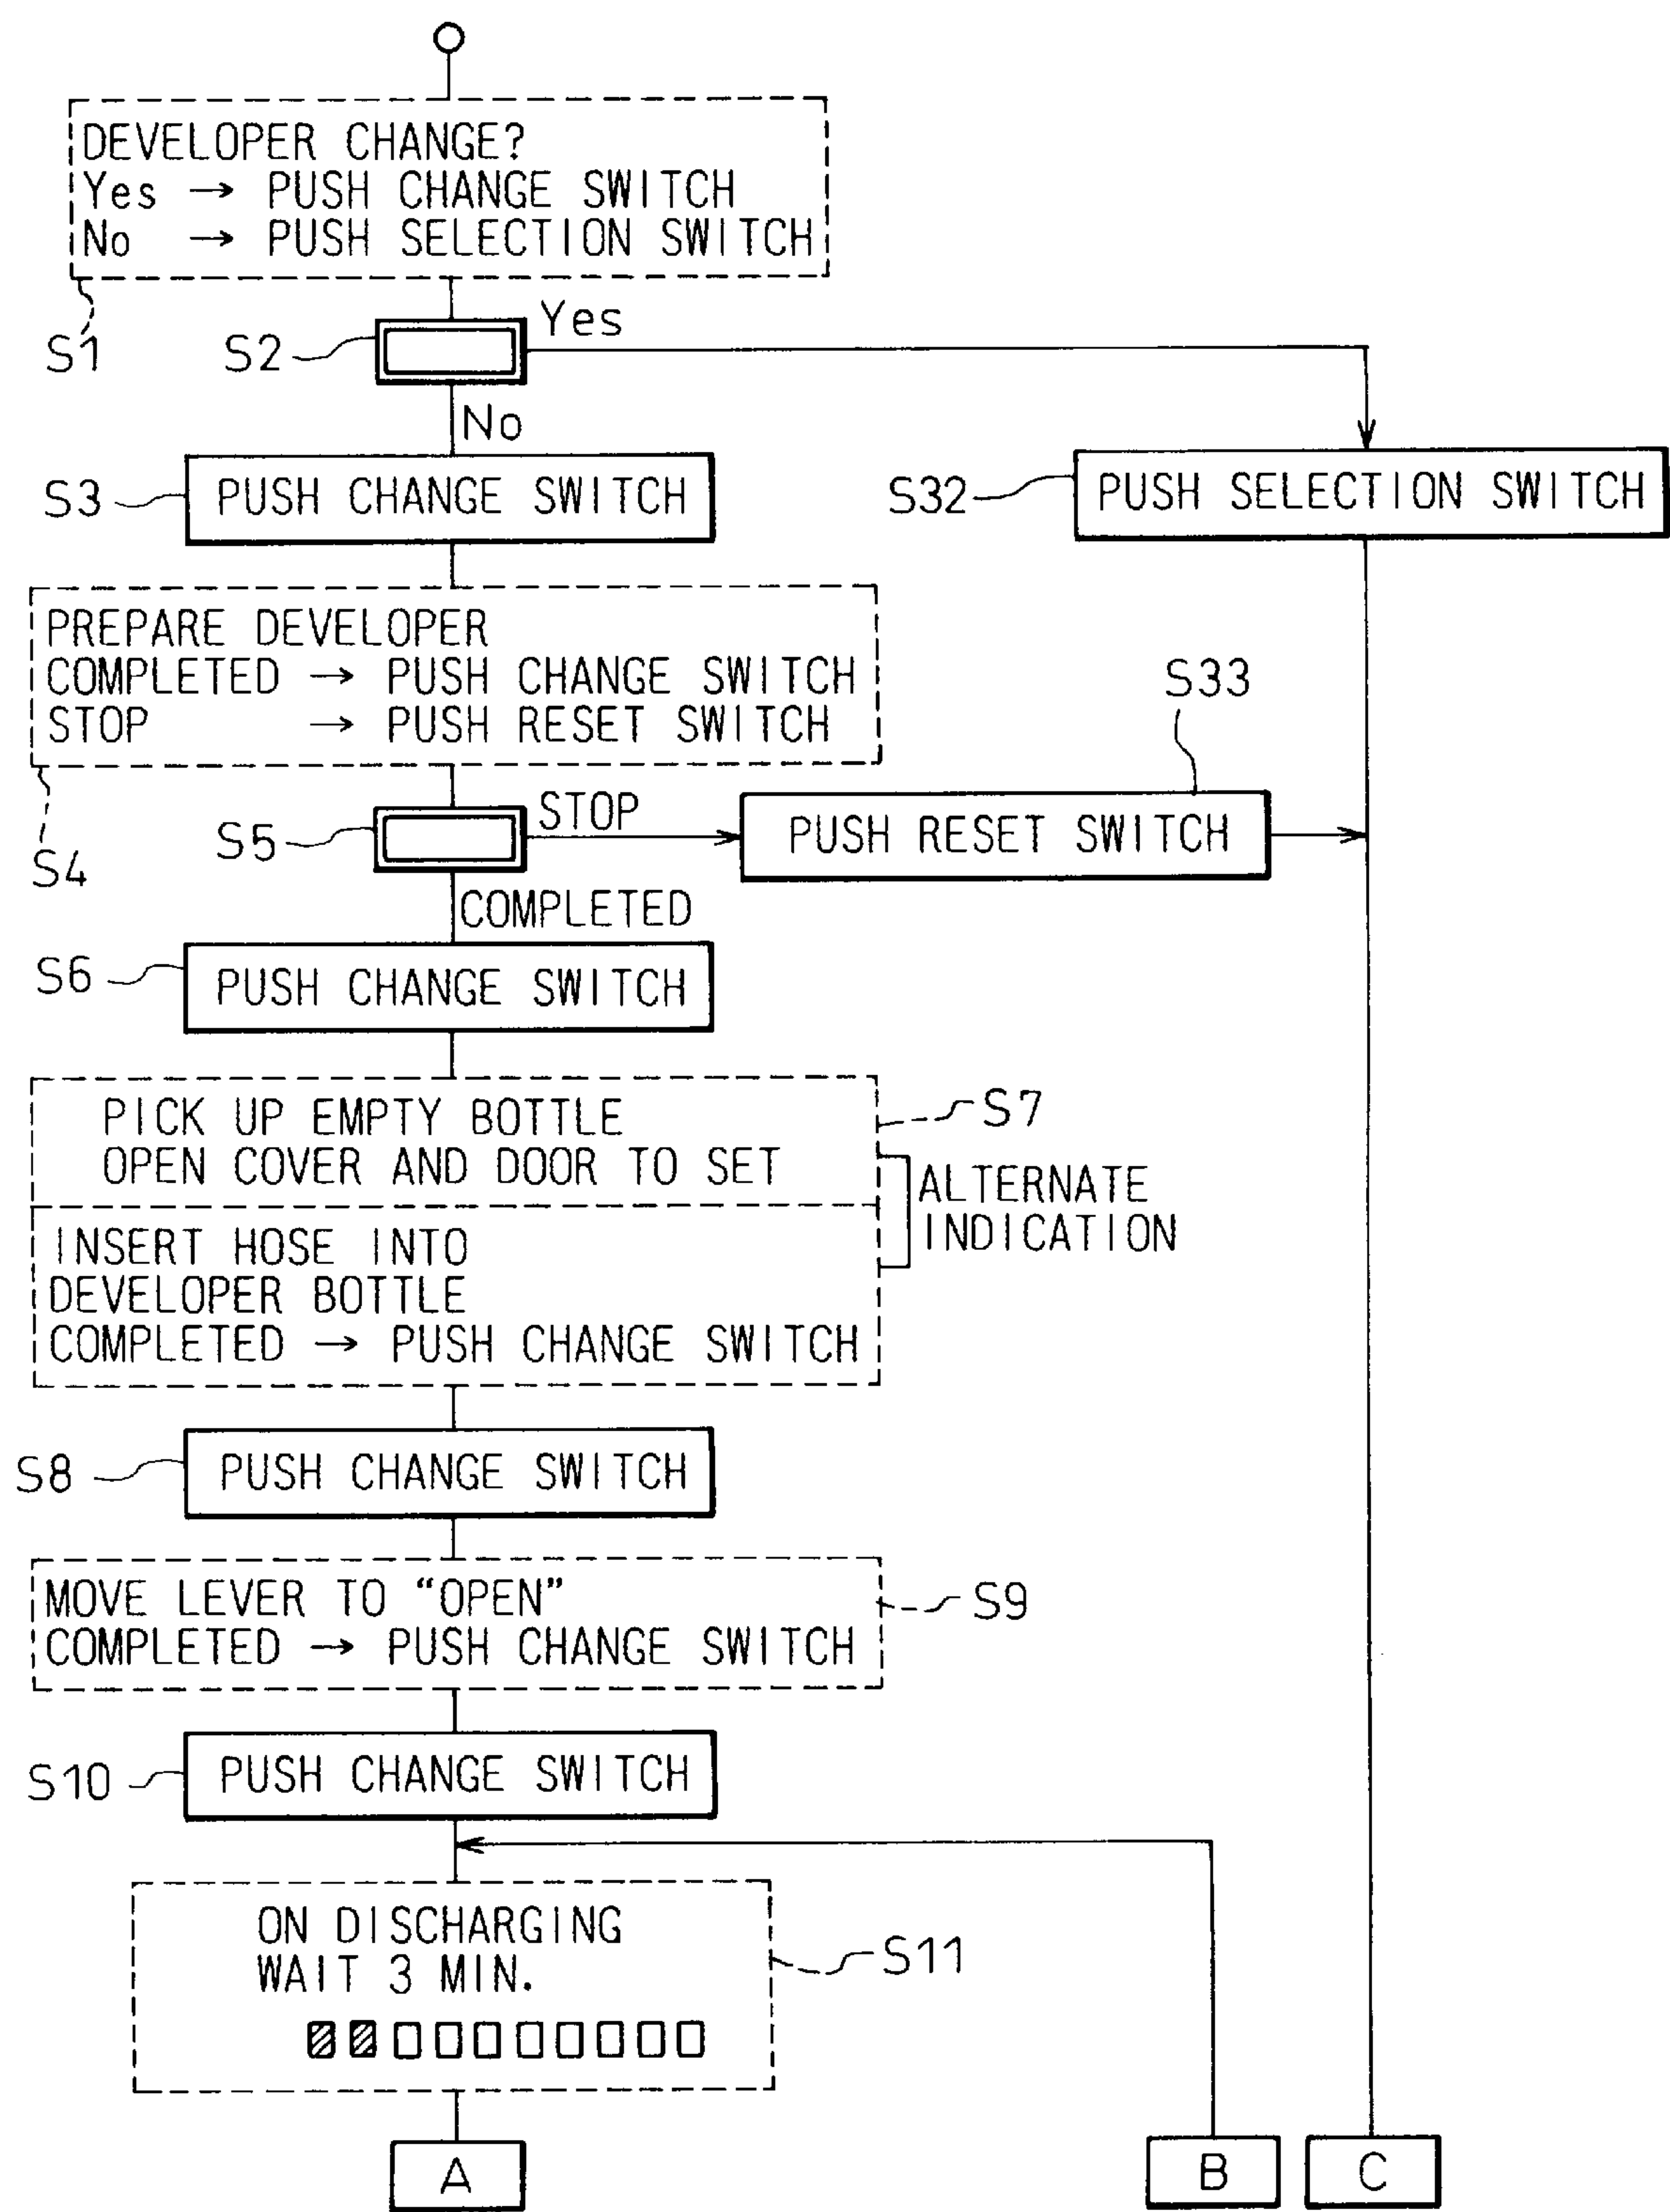 DEVELOPER CHANGE?
Yes → PUSH CHANGE SWITCH
No → PUSH SELECTION SWITCH
S1
S2
Yes
No
S3
PUSH CHANGE SWITCH
S32
PUSH SELECTION SWITCH
PREPARE DEVELOPER
COMPLETED → PUSH CHANGE SWITCH
STOP → PUSH RESET SWITCH
S33
S4
S5
STOP
PUSH RESET SWITCH
COMPLETED
S6
PUSH CHANGE SWITCH
PICK UP EMPTY BOTTLE
OPEN COVER AND DOOR TO SET
S7
ALTERNATE
INDICATION
INSERT HOSE INTO
DEVELOPER BOTTLE
COMPLETED → PUSH CHANGE SWITCH
S8
PUSH CHANGE SWITCH
MOVE LEVER TO “OPEN”
COMPLETED → PUSH CHANGE SWITCH
S9
S10
PUSH CHANGE SWITCH
ON DISCHARGING
WAIT 3 MIN.
S11
A
B
C